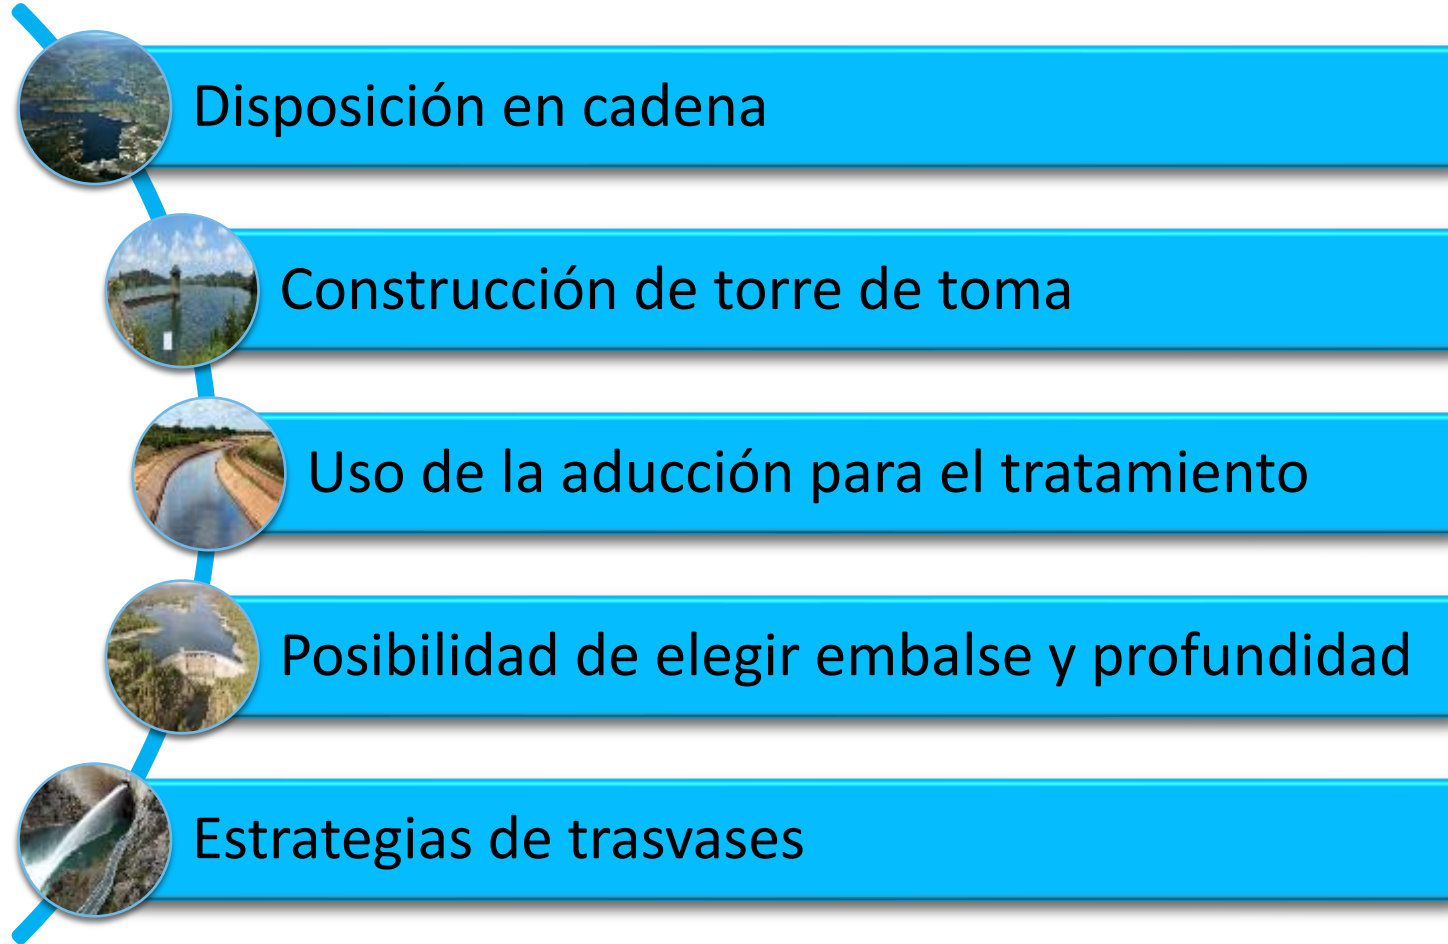 Disposición en cadena
Construcción de torre de toma
Uso de la aducción para el tratamiento
Posibilidad de elegir embalse y profundidad
Estrategias de trasvases